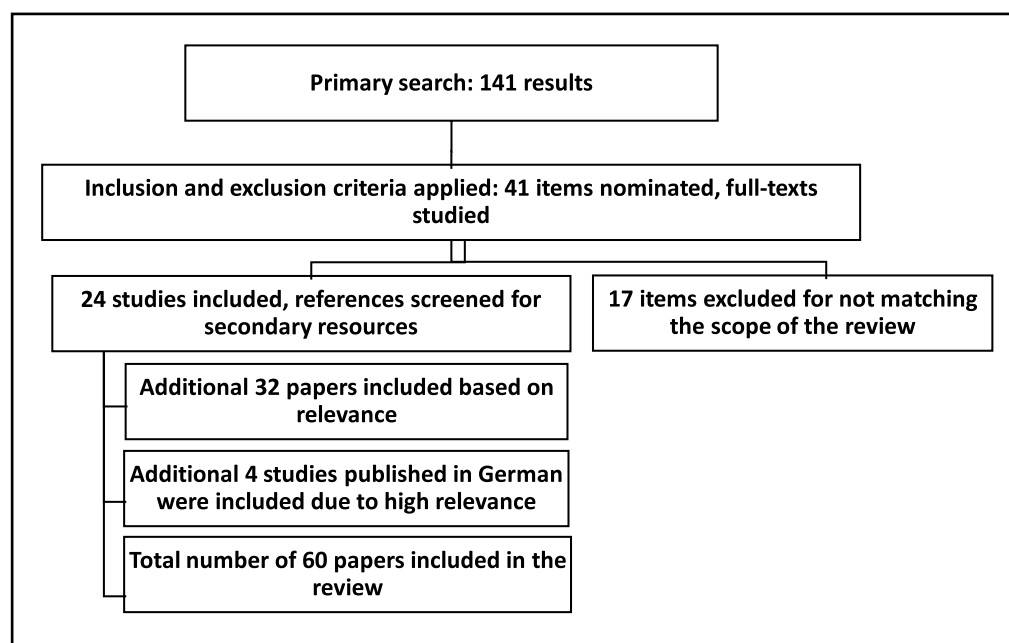 Primary search: 141 results
Inclusion and exclusion criteria applied: 41 items nominated, full-texts
studied
24 studies included, references screened for
secondary resources
17 items excluded for not matching
the scope of the review
Additional 32 papers included based on
relevance
Additional 4 studies published in German
were included due to high relevance
Total number of 60 papers included in the
review